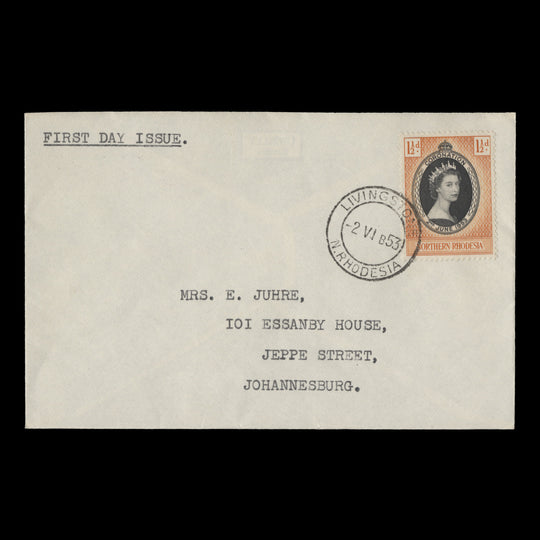 FIRST DAY ISSUE.
1½d. 1½d.
CORONATION
JUNE 1953
NORTHERN RHODESIA
LIVINGSTONE
-2 VI 53
N. RHODESIA
MRS. E. JUHRE,
IOI ESSANBY HOUSE,
JEPPE STREET,
JOHANNESBURG.